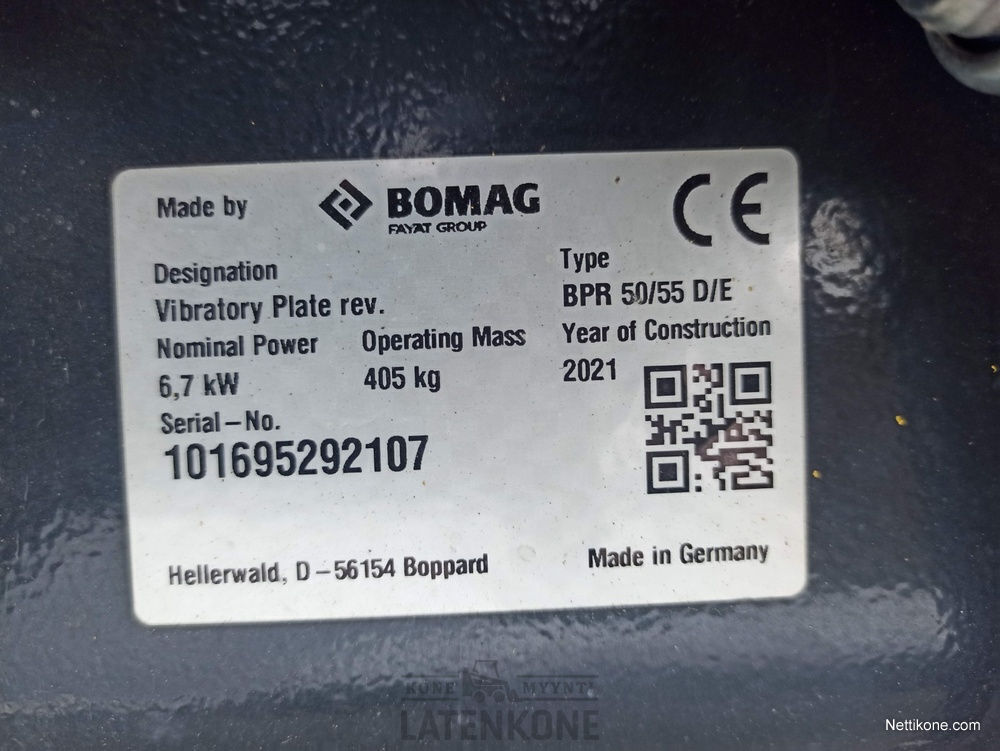 Made by
BOMAG
FAYAT GROUP
CE
Designation
Vibratory Plate rev.
Type
BPR 50/55 D/E
Nominal Power
Operating Mass
Year of Construction
6,7 kW
405 kg
2021
Serial-No.
101695292107
Hellerwald, D-56154 Boppard
Made in Germany
KONE MYYNTI
LATENKONE
Nettikone.com